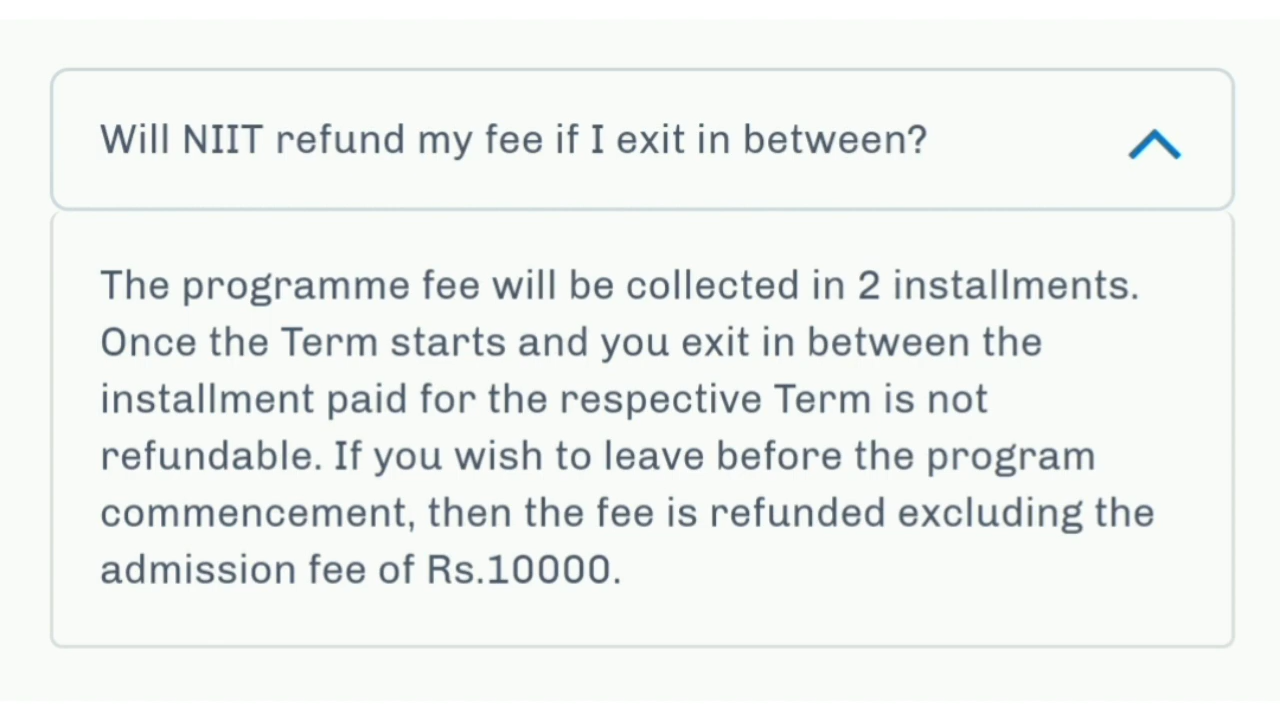 Will NIIT refund my fee if I exit in between?
The programme fee will be collected in 2 installments.
Once the Term starts and you exit in between the
installment paid for the respective Term is not
refundable. If you wish to leave before the program
commencement, then the fee is refunded excluding the
admission fee of Rs.10000.